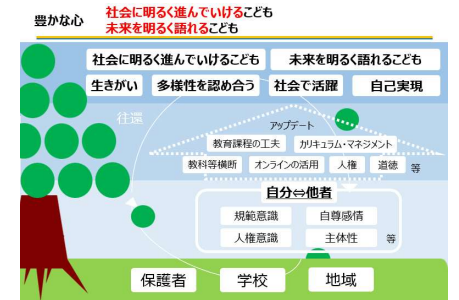 豊かな心
社会に明るく進んでいけるこども
未来を明るく語れるこども
社会に明るく進んでいけるこども
未来を明るく語れるこども
生きがい
多様性を認め合う
社会で活躍
自己実現
往還
アップデート
教育課程の工夫
カリキュラム・マネジメント
教科等横断
オンラインの活用
人権
道徳
等
自分⇔他者
規範意識
自尊感情
人権意識
主体性
等
保護者
学校
地域